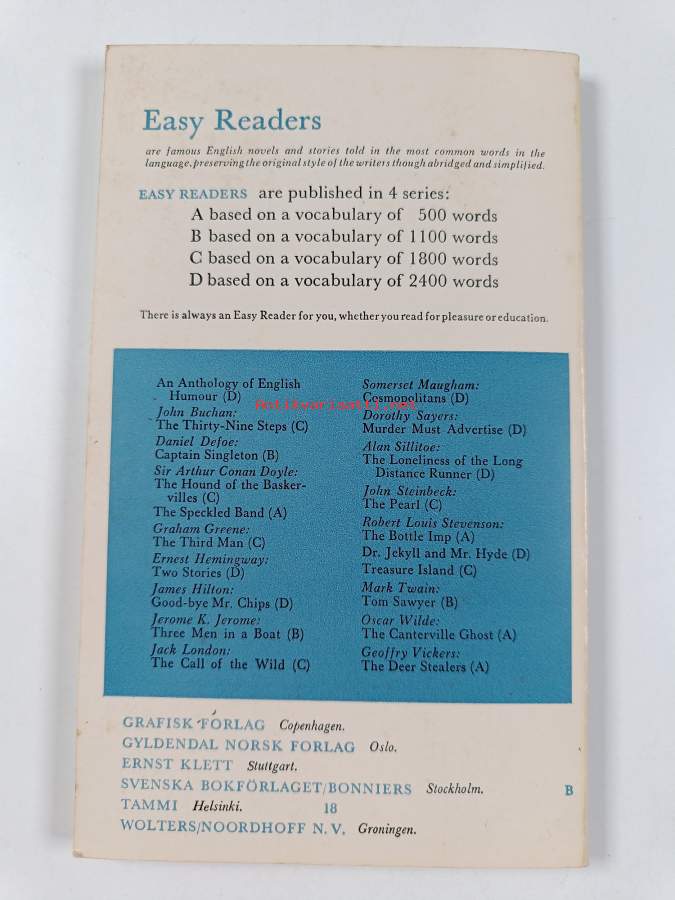 Easy Readers
are famous English novels and stories told in the most common words in the
language, preserving the original style of the writers though abridged and simplified.
EASY READERS are published in 4 series:
A based on a vocabulary of 500 words
B based on a vocabulary of 1100 words
C based on a vocabulary of 1800 words
D based on a vocabulary of 2400 words
There is always an Easy Reader for you, whether you read for pleasure or education.
An Anthology of English
Humour (D)
John Buchan:
The Thirty-Nine Steps (C)
Daniel Defoe:
Captain Singleton (B)
Sir Arthur Conan Doyle:
The Hound of the Basker-
villes (C)
The Speckled Band (A)
Graham Greene:
The Third Man (C)
Ernest Hemingway:
Two Stories (D)
James Hilton:
Good-bye Mr. Chips (D)
Jerome K. Jerome:
Three Men in a Boat (B)
Jack London:
The Call of the Wild (C)
Somerset Maugham:
Cosmopolitans (D)
Dorothy Sayers:
Murder Must Advertise (D)
Alan Sillitoe:
The Loneliness of the Long
Distance Runner (D)
John Steinbeck:
The Pearl (C)
Robert Louis Stevenson:
The Bottle Imp (A)
Dr. Jekyll and Mr. Hyde (D)
Treasure Island (C)
Mark Twain:
Tom Sawyer (B)
Oscar Wilde:
The Canterville Ghost (A)
Geoffry Vickers:
The Deer Stealers (A)
GRAFISK FORLAG Copenhagen.
GYLDENDAL NORSK FORLAG Oslo.
ERNST KLETT Stuttgart.
SVENSKA BOKFÖRLAGET/BONNIERS Stockholm.
B
TAMMI Helsinki.
18
WOLTERS/NOORDHOFF N.V. Groningen.